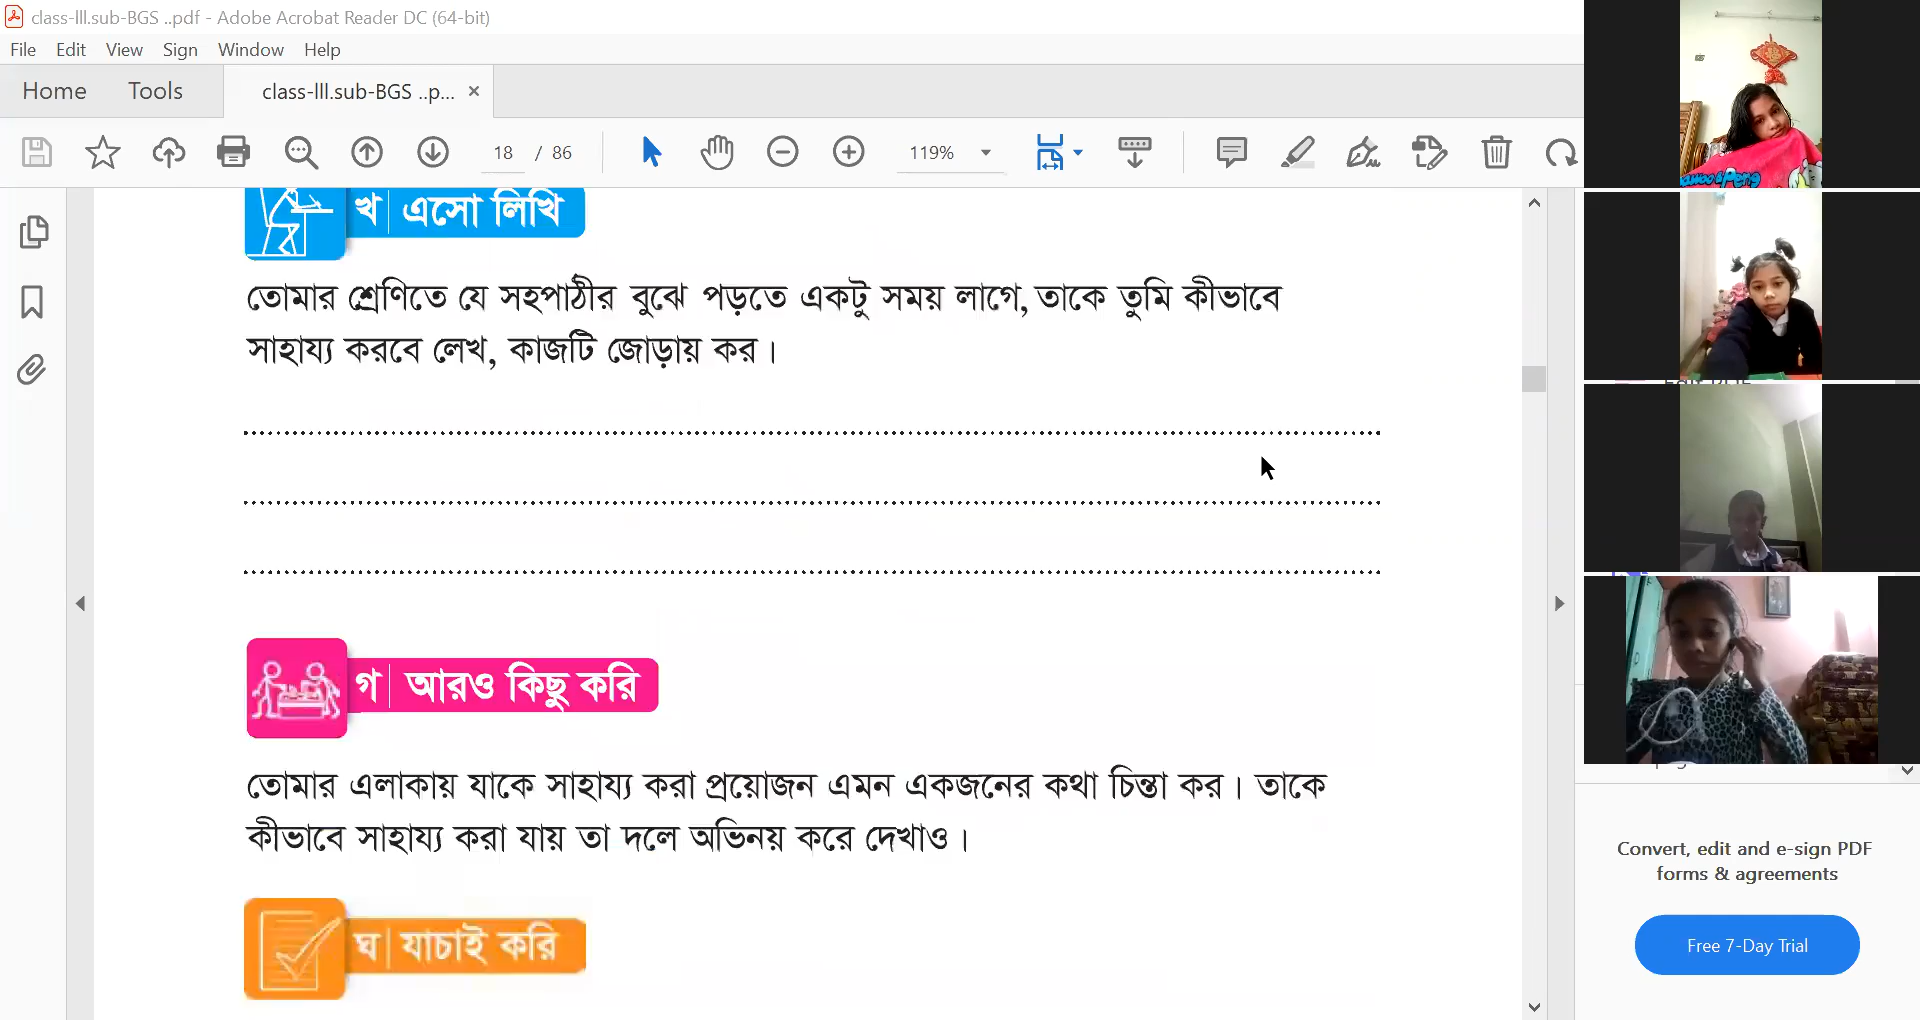 class-lll.sub-BGS ..pdf - Adobe Acrobat Reader DC (64-bit)
File Edit View Sign Window Help
Home Tools class-lll.sub-BGS ..p... ×
18 / 86 119%
খ এসো লিখি
তোমার শ্রেণিতে যে সহপাঠীর বুঝে পড়তে একটু সময় লাগে, তাকে তুমি কীভাবে
সাহায্য করবে লেখ, কাজটি জোড়ায় কর।
গ আরও কিছু করি
তোমার এলাকায় যাকে সাহায্য করা প্রয়োজন এমন একজনের কথা চিন্তা কর। তাকে
কীভাবে সাহায্য করা যায় তা দলে অভিনয় করে দেখাও।
ঘ যাচাই করি
Convert, edit and e-sign PDF
forms & agreements
Free 7-Day Trial